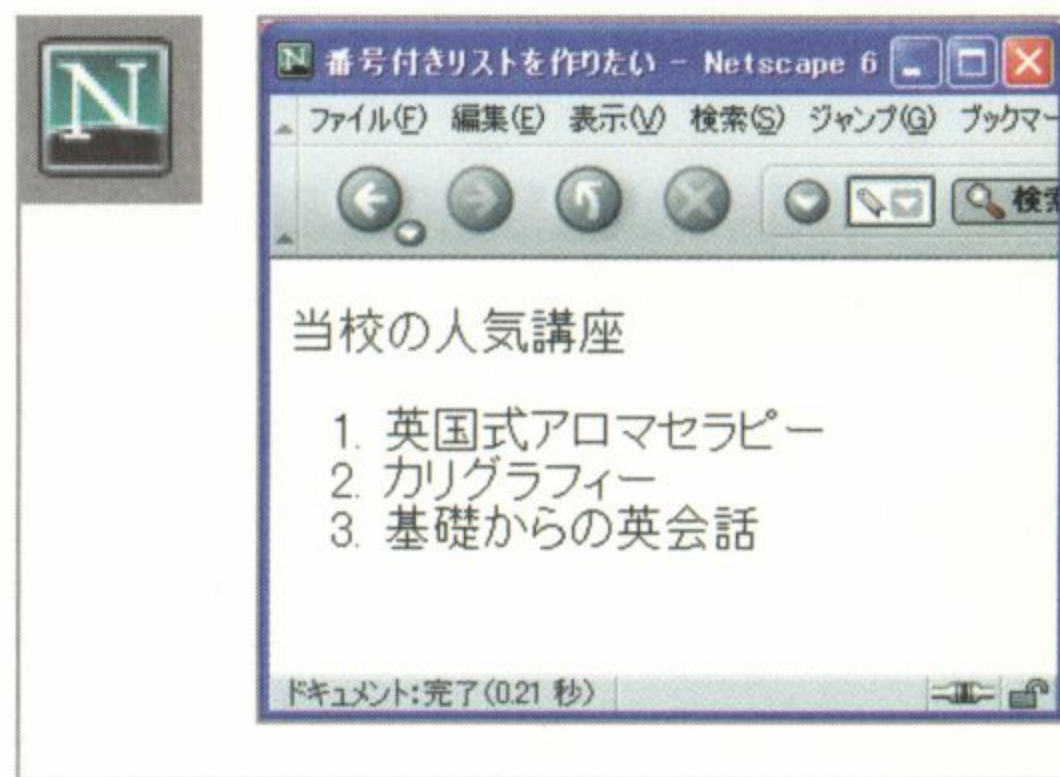 N
番号付きリストを作りたい - Netscape 6
ファイル(F) 編集(E) 表示(V) 検索(S) ジャンプ(G) ブックマー
検索
当校の人気講座
1. 英国式アロマセラピー
2. カリグラフィー
3. 基礎からの英会話
ドキュメント:完了(0.21 秒)